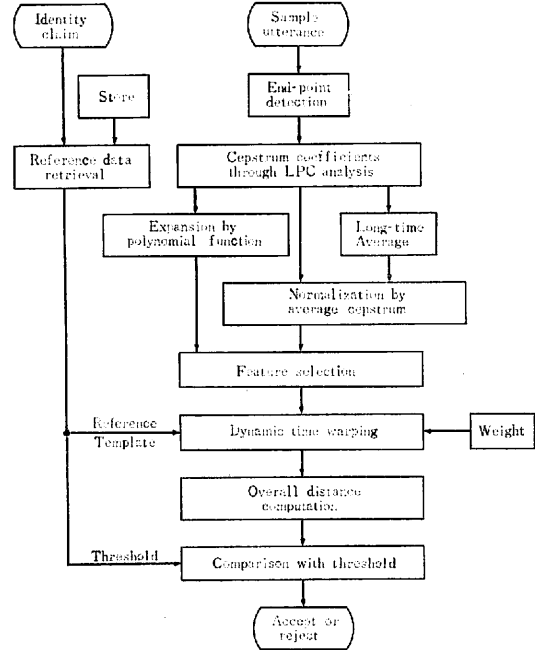 Identity
claim
Sample
utterance
Store
End-point
detection
Reference data
retrieval
Cepstrum coefficients
through LPC analysis
Expansion by
polynomial function
Long-time
Average
Normalization by
average cepstrum
Feature selection
Reference
Template
Dynamic time warping
Weight
Overall distance
computation
Threshold
Comparison with threshold
Accept or
reject